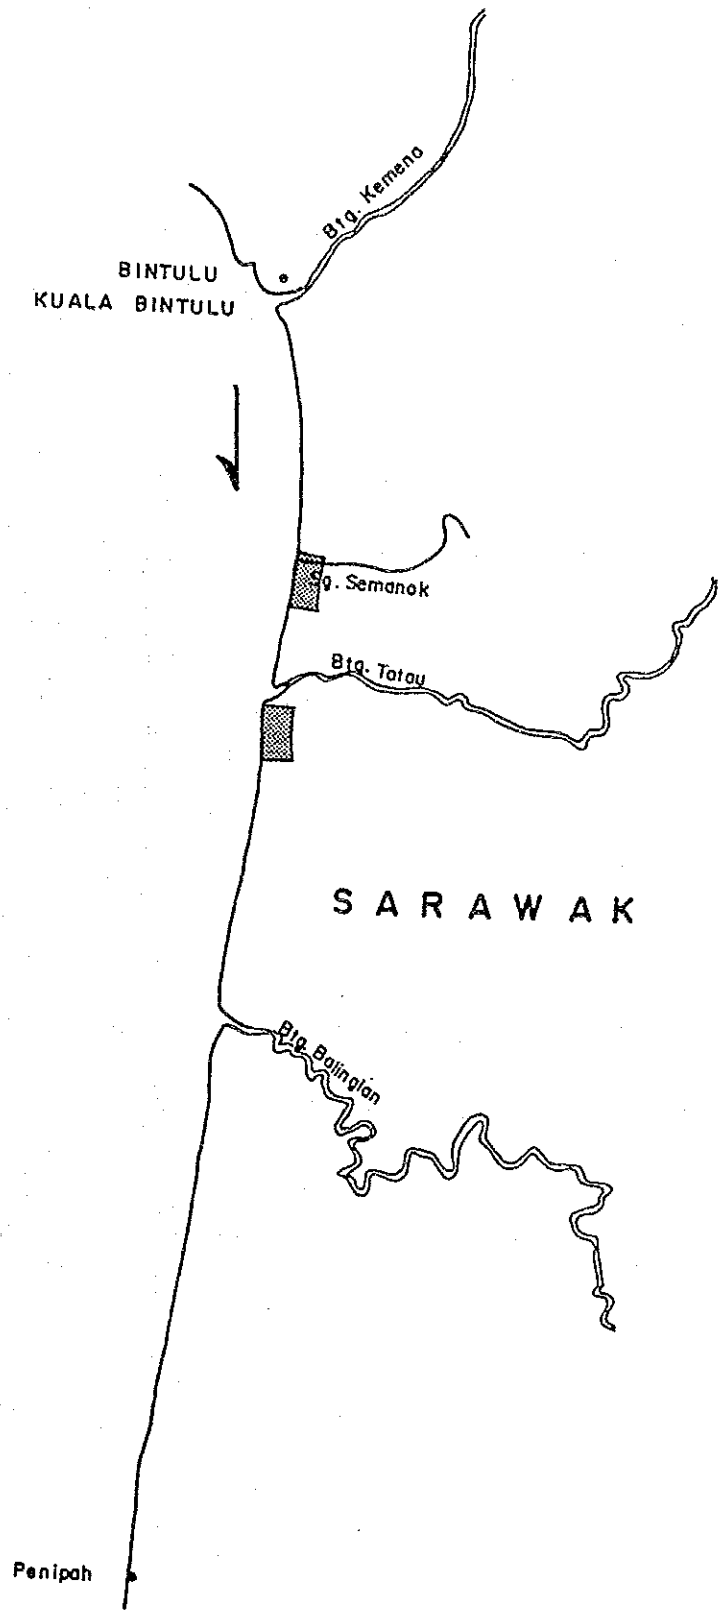 Btg. Kemena
BINTULU
KUALA BINTULU
Sg. Semanok
Btg. Tatau
SARAWAK
Btg. Balingian
Penipah